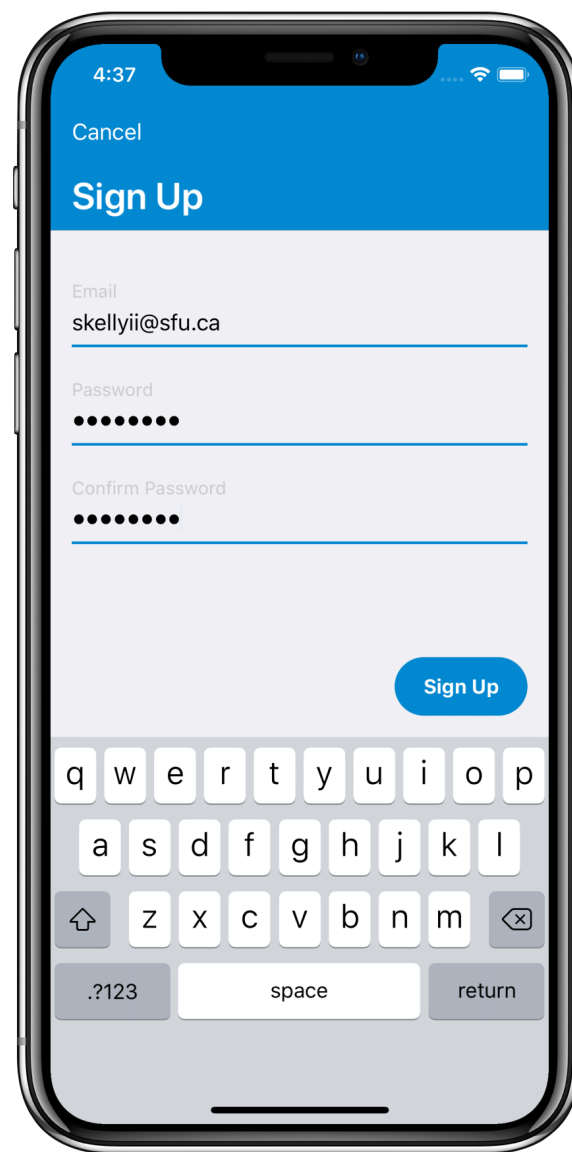 4:37
Cancel
Sign Up
Email
skellyii@sfu.ca
Password
••••••••
Confirm Password
••••••••
Sign Up
q w e r t y u i o p
a s d f g h j k l
z x c v b n m
.?123 space return